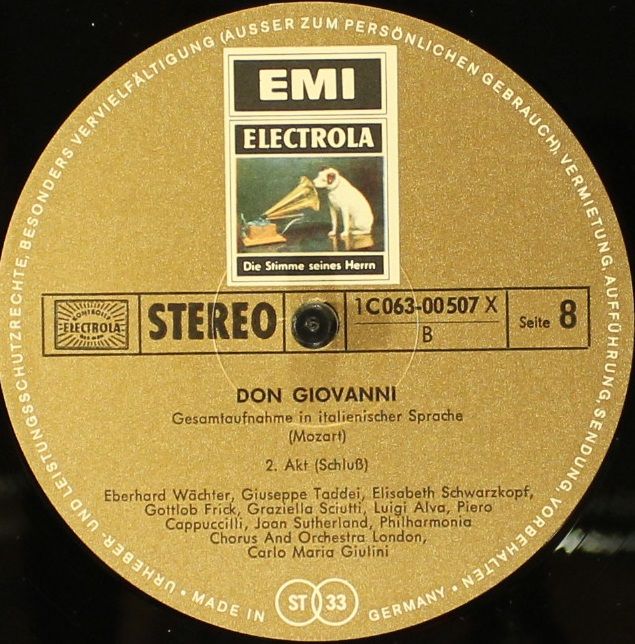 URHEBER- UND LEISTUNGSSCHUTZRECHTE, BESONDERS VERVIELFÄLTIGUNG (AUSSER ZUM PERSÖNLICHEN GEBRAUCH), VERMIETUNG, AUFFÜHRUNG, SENDUNG VORBEHALTEN •
EMI
ELECTROLA
Die Stimme seines Herrn
ELECTROLA
STEREO
1C063-00507 X
B
Seite 8
DON GIOVANNI
Gesamtaufnahme in italienischer Sprache
(Mozart)
2. Akt (Schluß)
Eberhard Wächter, Giuseppe Taddei, Elisabeth Schwarzkopf,
Gottlob Frick, Graziella Sciutti, Luigi Alva, Piero
Cappuccilli, Joan Sutherland, Philharmonia
Chorus And Orchestra London,
Carlo Maria Giulini
• MADE IN
ST 33
GERMANY